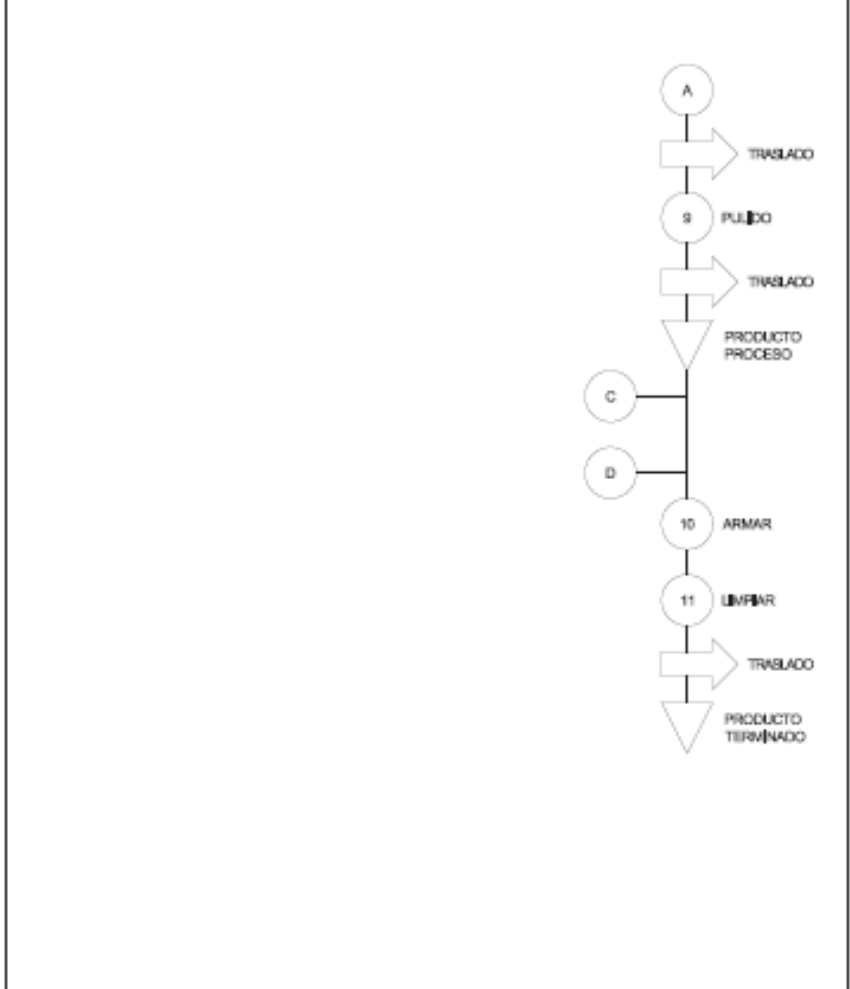 A
TRASLADO
9 PULIDO
TRASLADO
PRODUCTO
PROCESO
C
D
10 ARMAR
11 LIMPIAR
TRASLADO
PRODUCTO
TERMINADO